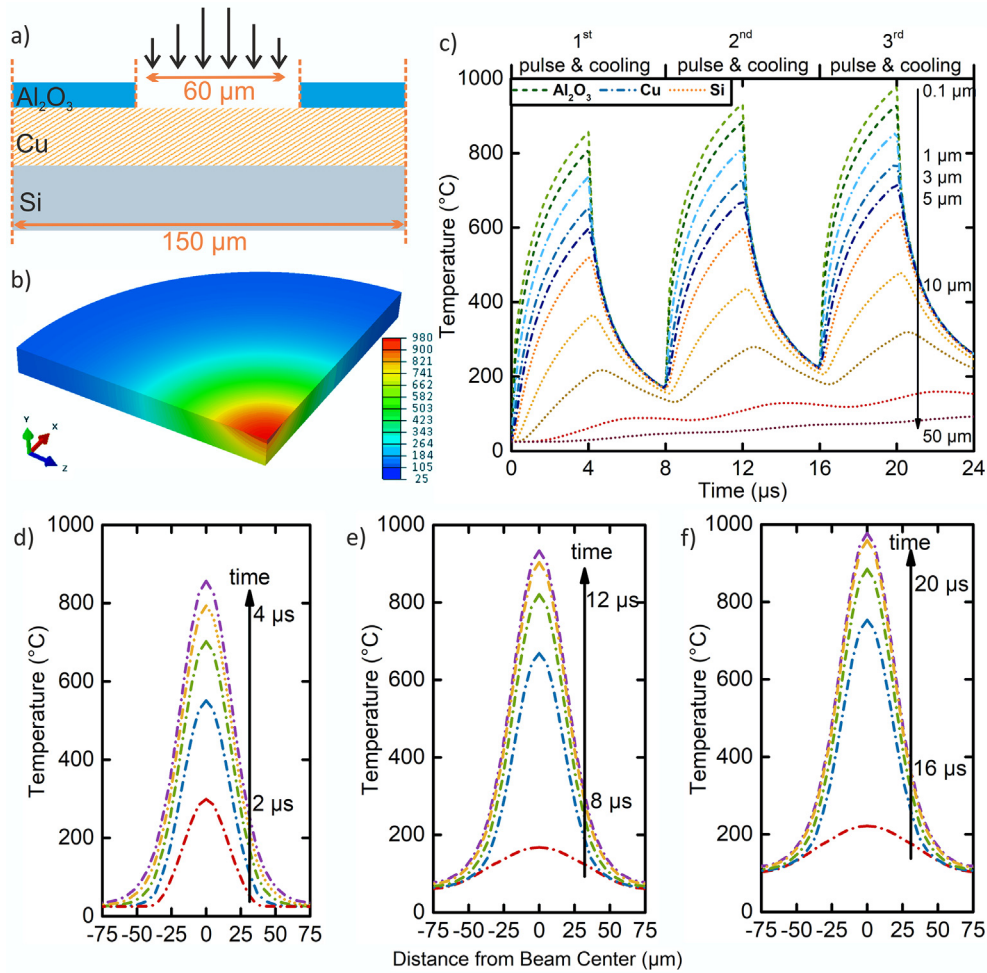 a)
60 µm
Al₂O₃
Cu
Si
150 µm
b)
980
900
821
741
662
582
503
423
343
264
184
105
25
Y
X
Z
c)
1st 2nd 3rd
pulse & cooling pulse & cooling pulse & cooling
Al₂O₃ Cu Si
Temperature (°C)
1000
800
600
400
200
0
0.1 µm
1 µm
3 µm
5 µm
10 µm
50 µm
0 4 8 12 16 20 24
Time (µs)
d)
Temperature (°C)
1000
800
600
400
200
0
time
4 µs
2 µs
-75 -50 -25 0 25 50 75
e)
Temperature (°C)
1000
800
600
400
200
0
time
12 µs
8 µs
-75 -50 -25 0 25 50 75
f)
Temperature (°C)
1000
800
600
400
200
0
time
20 µs
16 µs
-75 -50 -25 0 25 50 75
Distance from Beam Center (µm)